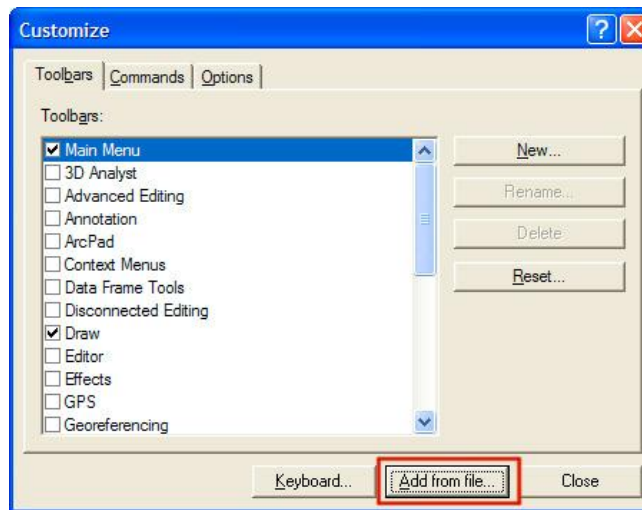 Customize
Toolbars Commands Options
Toolbars:
Main Menu
3D Analyst
Advanced Editing
Annotation
ArcPad
Context Menus
Data Frame Tools
Disconnected Editing
Draw
Editor
Effects
GPS
Georeferencing
New...
Rename...
Delete
Reset...
Keyboard... Add from file... Close